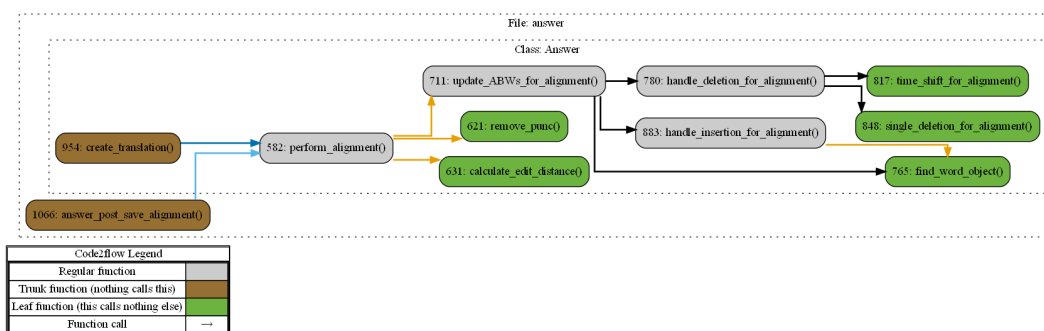 File: answer
Class: Answer
711: update_ABWs_for_alignment()
780: handle_deletion_for_alignment()
817: time_shift_for_alignment()
621: remove_punc()
848: single_deletion_for_alignment()
883: handle_insertion_for_alignment()
954: create_translation()
582: perform_alignment()
631: calculate_edit_distance()
765: find_word_object()
1066: answer_post_save_alignment()
Code2flow Legend
Regular function
Trunk function (nothing calls this)
Leaf function (this calls nothing else)
Function call →